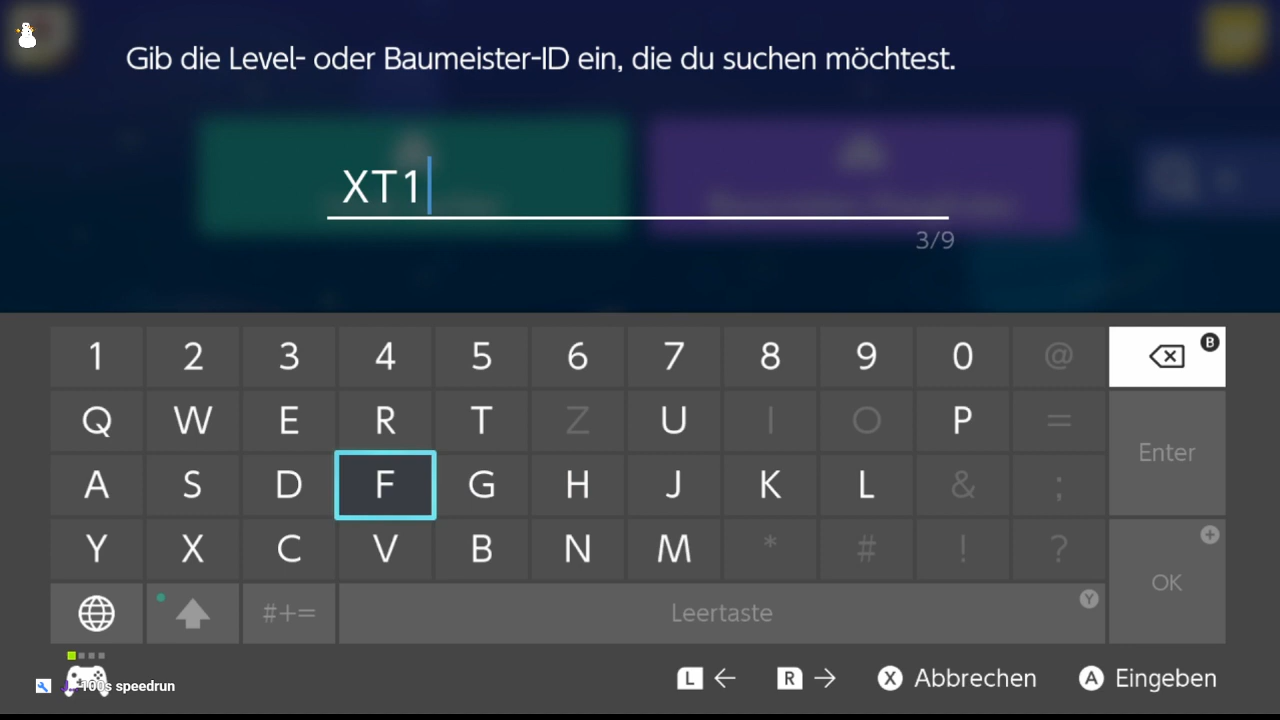 Gib die Level- oder Baumeister-ID ein, die du suchen möchtest.
XT1
3/9
1 2 3 4 5 6 7 8 9 0 @ B
Q W E R T Z U I O P =
Enter
A S D F G H J K L & ;
Y X C V B N M * # ! ?
OK
#+= Leertaste Y
L ← R → X Abbrechen A Eingeben
100s speedrun